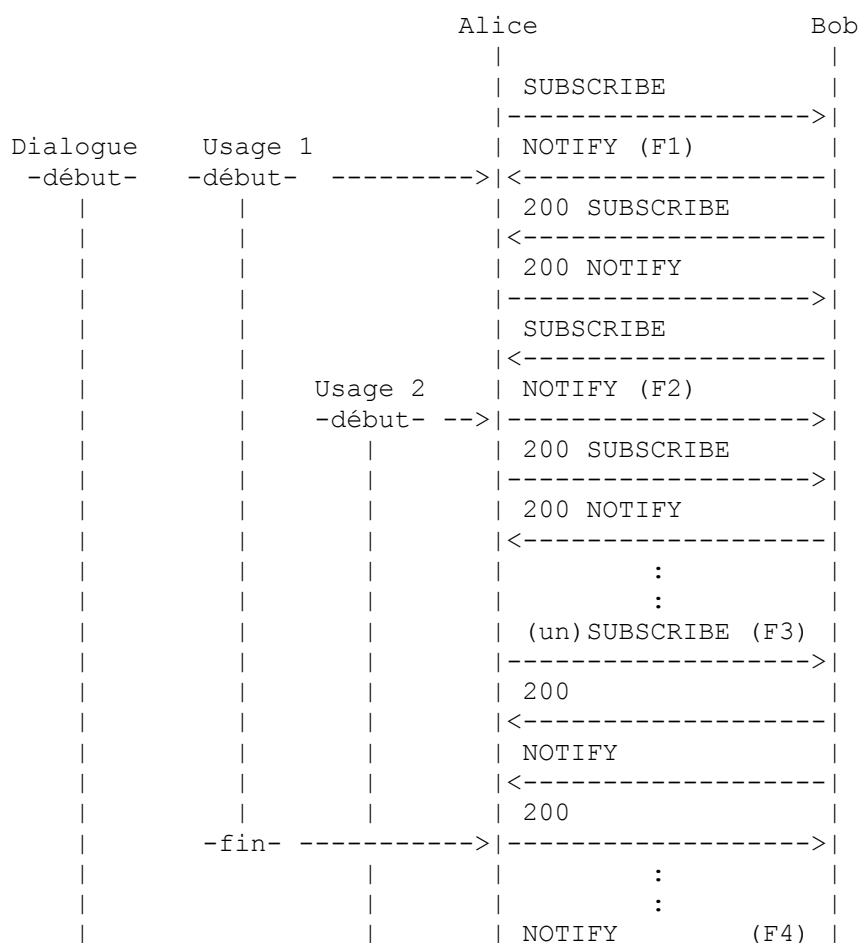 Alice                Bob
|                    |
| SUBSCRIBE          |
|------------------->|
Dialogue    Usage 1           | NOTIFY (F1)        |
-début-   -début-  --------->|<-------------------|
|         |               | 200 SUBSCRIBE      |
|         |               |<-------------------|
|         |               | 200 NOTIFY         |
|         |               |------------------->|
|         |               | SUBSCRIBE          |
|         |               |<-------------------|
|         |    Usage 2    | NOTIFY (F2)        |
|         |    -début- -->|------------------->|
|         |       |       | 200 SUBSCRIBE      |
|         |       |       |------------------->|
|         |       |       | 200 NOTIFY         |
|         |       |       |<-------------------|
|         |       |       |         :          |
|         |       |       |         :          |
|         |       |       | (un)SUBSCRIBE (F3) |
|         |       |       |------------------->|
|         |       |       | 200                |
|         |       |       |<-------------------|
|         |       |       | NOTIFY             |
|         |       |       |<-------------------|
|         |       |       | 200                |
|       -fin- ----------->|------------------->|
|                 |       |         :          |
|                 |       |         :          |
|                 |       | NOTIFY        (F4) |